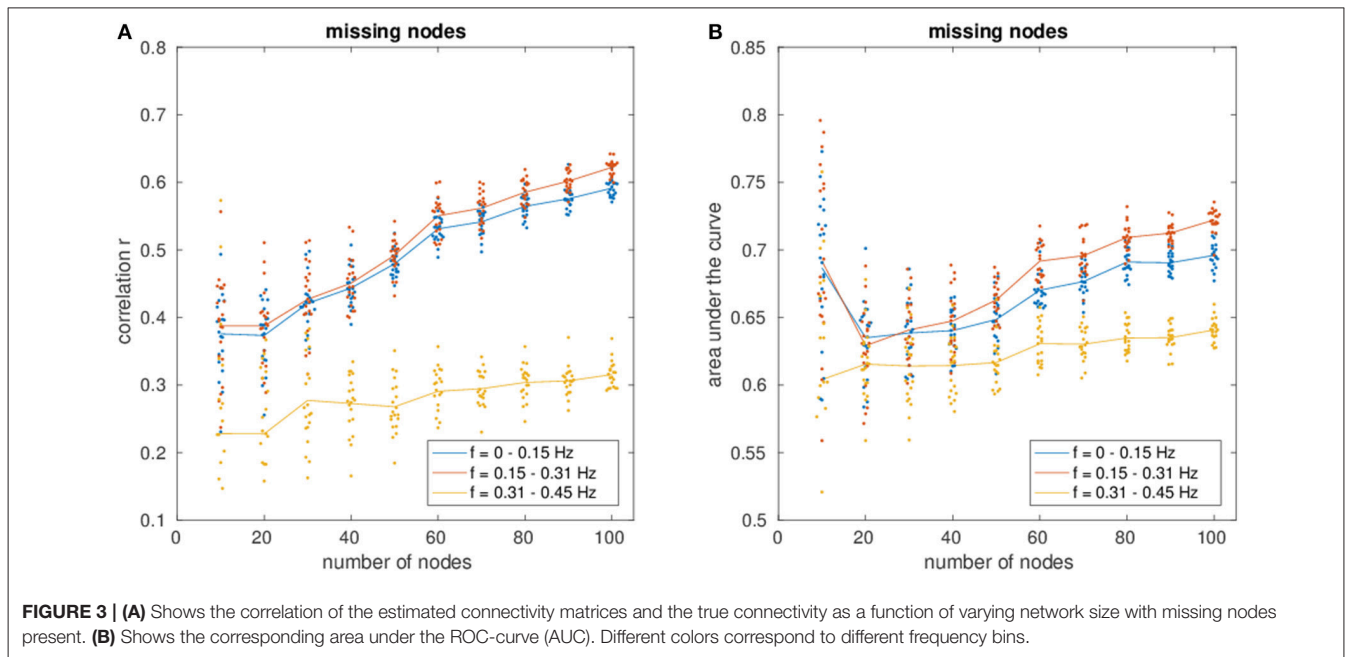 A
missing nodes
0.8
0.7
0.6
0.5
0.4
0.3
0.2
0.1
correlation r
0
20
40
60
80
100
number of nodes
f = 0 - 0.15 Hz
f = 0.15 - 0.31 Hz
f = 0.31 - 0.45 Hz
B
missing nodes
0.85
0.8
0.75
0.7
0.65
0.6
0.55
0.5
area under the curve
0
20
40
60
80
100
number of nodes
f = 0 - 0.15 Hz
f = 0.15 - 0.31 Hz
f = 0.31 - 0.45 Hz
FIGURE 3 | (A) Shows the correlation of the estimated connectivity matrices and the true connectivity as a function of varying network size with missing nodes
present. (B) Shows the corresponding area under the ROC-curve (AUC). Different colors correspond to different frequency bins.